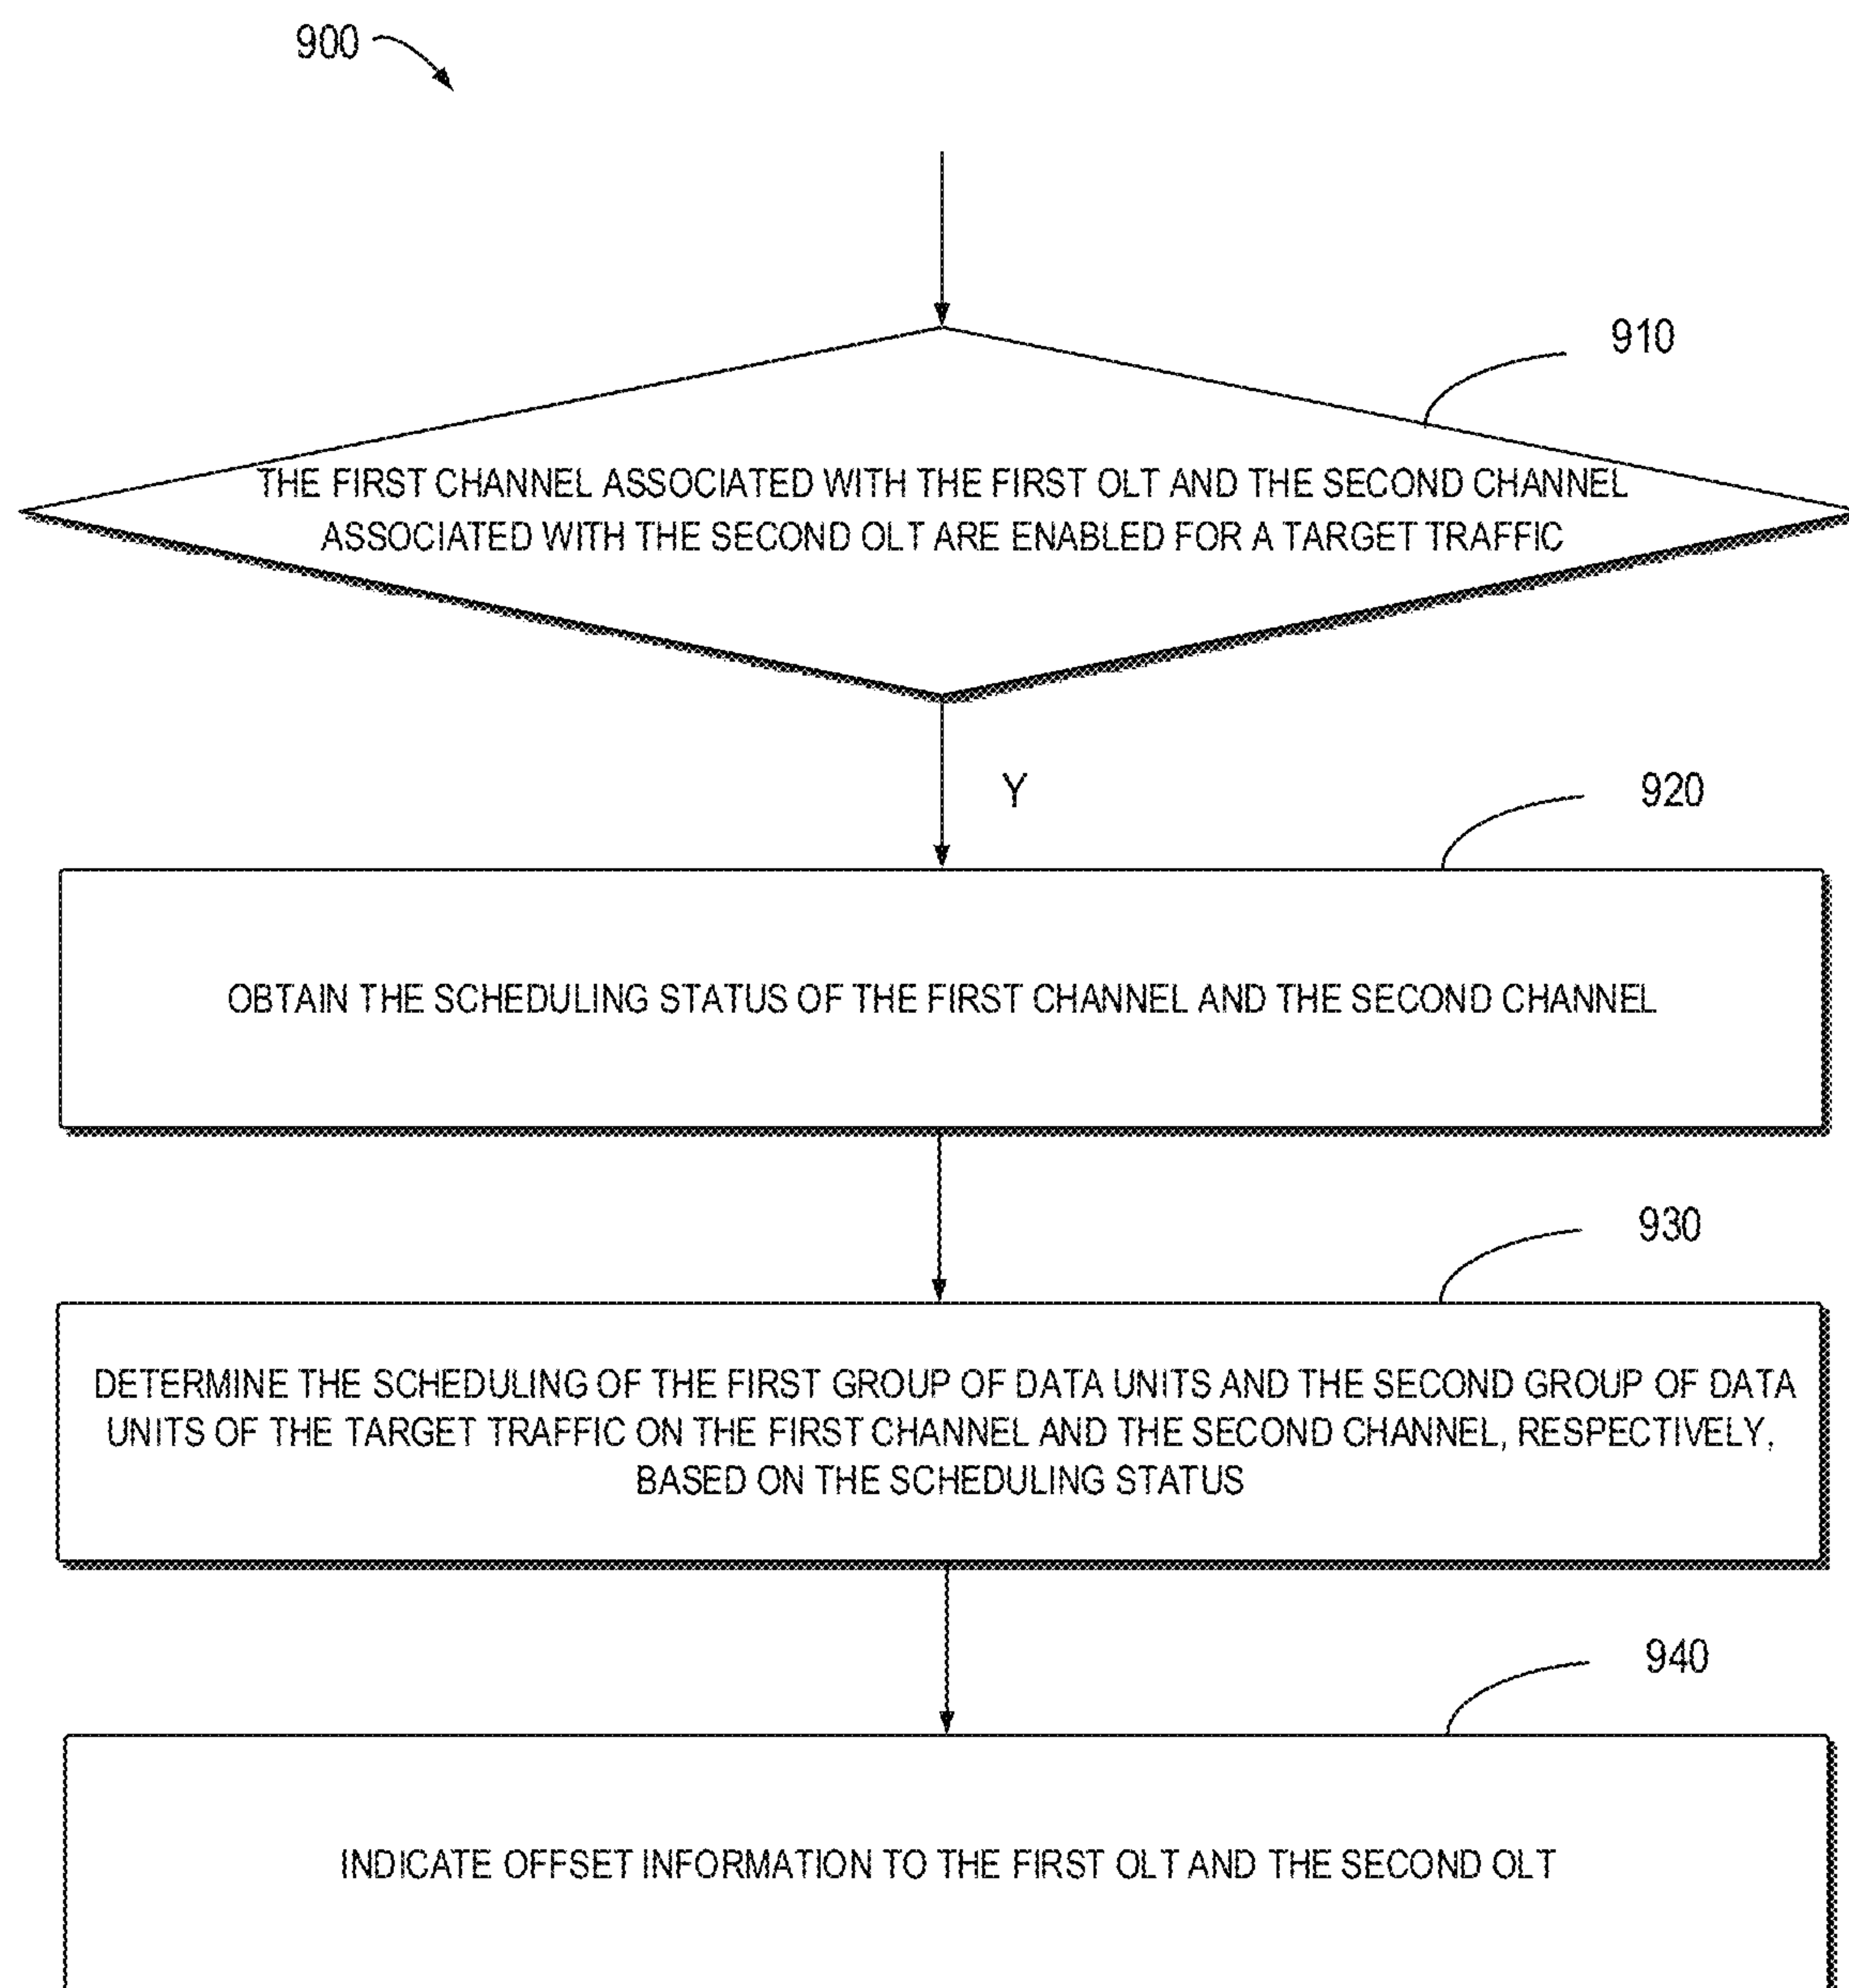 900
910
THE FIRST CHANNEL ASSOCIATED WITH THE FIRST OLT AND THE SECOND CHANNEL
ASSOCIATED WITH THE SECOND OLT ARE ENABLED FOR A TARGET TRAFFIC
Y
920
OBTAIN THE SCHEDULING STATUS OF THE FIRST CHANNEL AND THE SECOND CHANNEL
930
DETERMINE THE SCHEDULING OF THE FIRST GROUP OF DATA UNITS AND THE SECOND GROUP OF DATA
UNITS OF THE TARGET TRAFFIC ON THE FIRST CHANNEL AND THE SECOND CHANNEL, RESPECTIVELY,
BASED ON THE SCHEDULING STATUS
940
INDICATE OFFSET INFORMATION TO THE FIRST OLT AND THE SECOND OLT